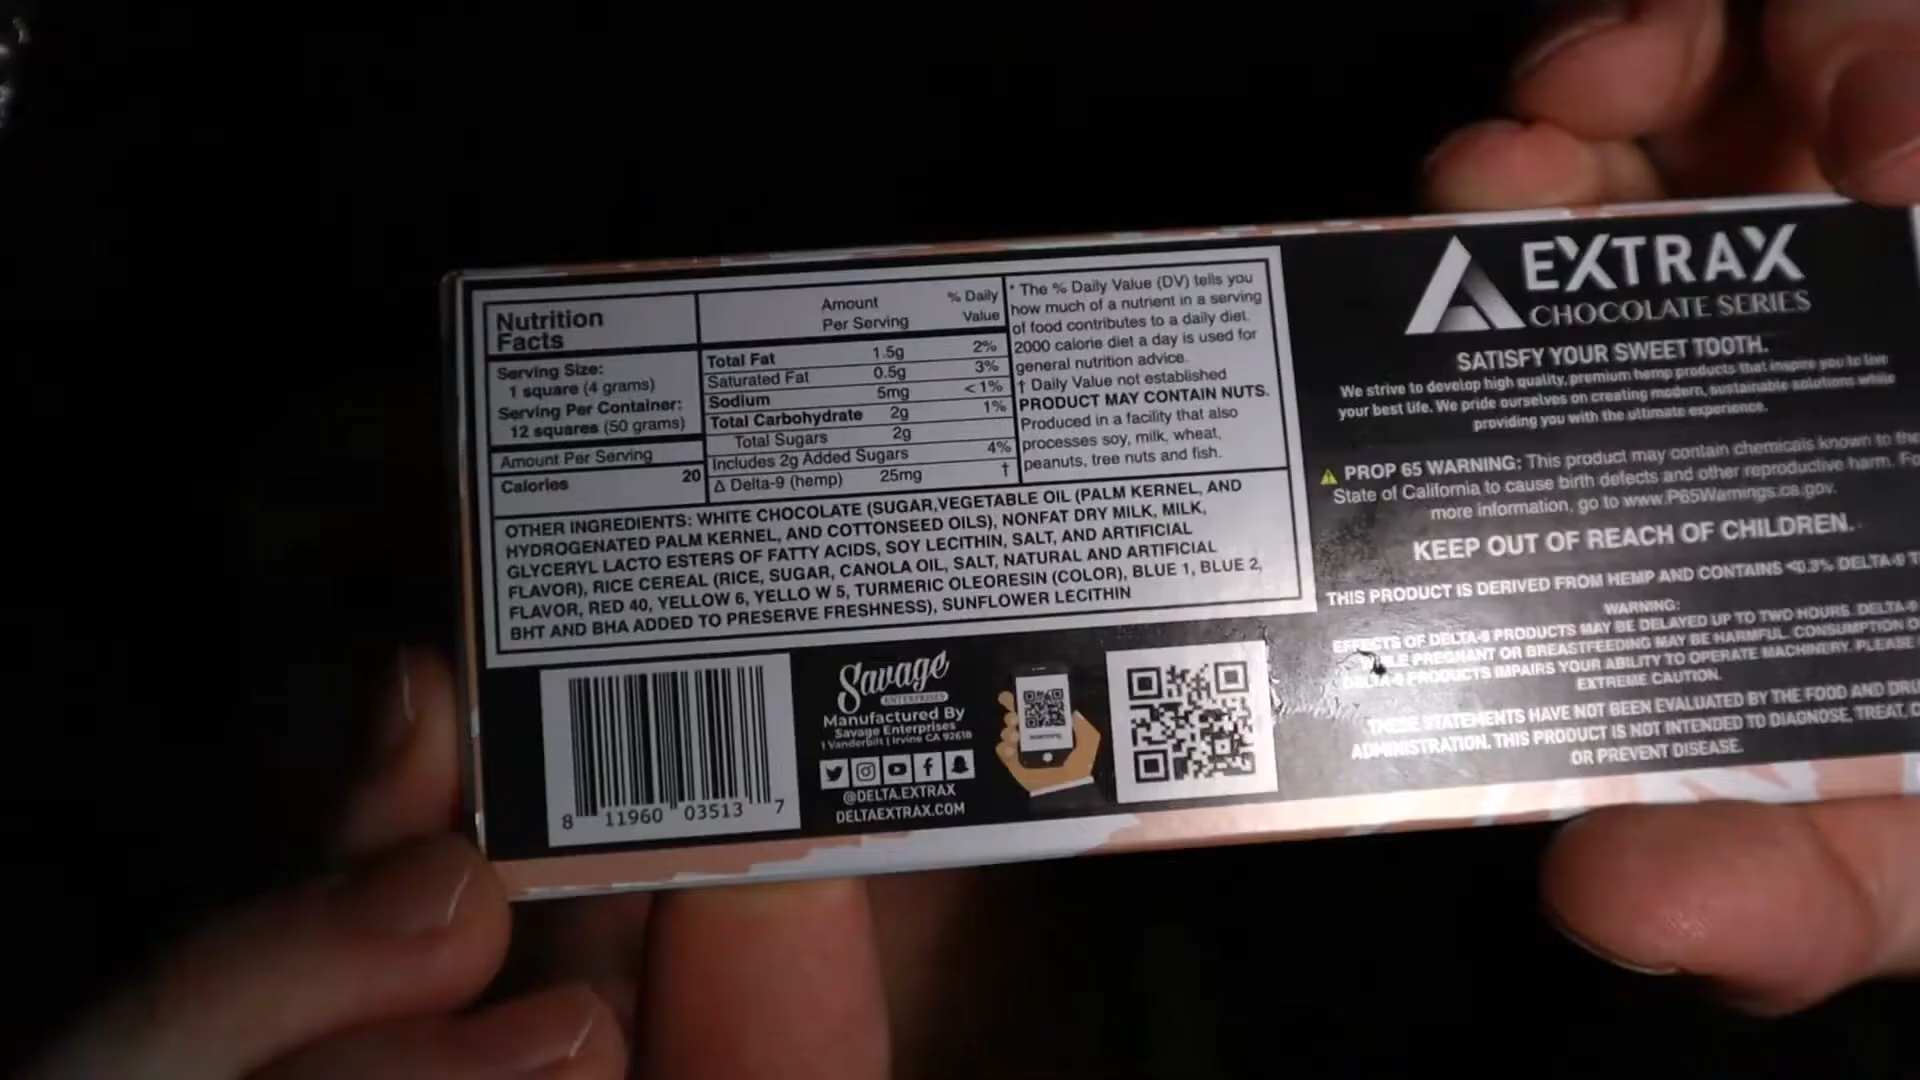 Nutrition
Facts
Serving Size:
1 square (4 grams)
Serving Per Container:
12 squares (50 grams)
Amount Per Serving
Calories 20
Amount
Per Serving
% Daily
Value
Total Fat 1.5g 2%
Saturated Fat 0.5g 3%
Sodium 5mg <1%
Total Carbohydrate 2g 1%
Total Sugars 2g
Includes 2g Added Sugars 4%
Δ Delta-9 (hemp) 25mg †
* The % Daily Value (DV) tells you
how much of a nutrient in a serving
of food contributes to a daily diet.
2000 calorie diet a day is used for
general nutrition advice.
† Daily Value not established
PRODUCT MAY CONTAIN NUTS.
Produced in a facility that also
processes soy, milk, wheat,
peanuts, tree nuts and fish.
OTHER INGREDIENTS: WHITE CHOCOLATE (SUGAR,VEGETABLE OIL (PALM KERNEL, AND
HYDROGENATED PALM KERNEL, AND COTTONSEED OILS), NONFAT DRY MILK, MILK,
GLYCERYL LACTO ESTERS OF FATTY ACIDS, SOY LECITHIN, SALT, AND ARTIFICIAL
FLAVOR), RICE CEREAL (RICE, SUGAR, CANOLA OIL, SALT, NATURAL AND ARTIFICIAL
FLAVOR, RED 40, YELLOW 6, YELLO W 5, TURMERIC OLEORESIN (COLOR), BLUE 1, BLUE 2,
BHT AND BHA ADDED TO PRESERVE FRESHNESS), SUNFLOWER LECITHIN
8 11960 03513 7
Savage
ENTERPRISES
Manufactured By
Savage Enterprises
1 Vanderbilt | Irvine CA 92618
@DELTA.EXTRAX
DELTAEXTRAX.COM
EXTRAX
CHOCOLATE SERIES
SATISFY YOUR SWEET TOOTH.
We strive to develop high quality, premium hemp products that inspire you to live
your best life. We pride ourselves on creating modern, sustainable solutions while
providing you with the ultimate experience.
PROP 65 WARNING: This product may contain chemicals known to the
State of California to cause birth defects and other reproductive harm. Fo
more information, go to www.P65Warnings.ca.gov.
KEEP OUT OF REACH OF CHILDREN.
THIS PRODUCT IS DERIVED FROM HEMP AND CONTAINS <0.3% DELTA-9 T
WARNING:
EFFECTS OF DELTA-9 PRODUCTS MAY BE DELAYED UP TO TWO HOURS. DELTA-9
PREGNANT OR BREASTFEEDING MAY BE HARMFUL. CONSUMPTION O
DELTA-9 PRODUCTS IMPAIRS YOUR ABILITY TO OPERATE MACHINERY. PLEASE
EXTREME CAUTION.
THESE STATEMENTS HAVE NOT BEEN EVALUATED BY THE FOOD AND DRU
ADMINISTRATION. THIS PRODUCT IS NOT INTENDED TO DIAGNOSE, TREAT, C
OR PREVENT DISEASE.